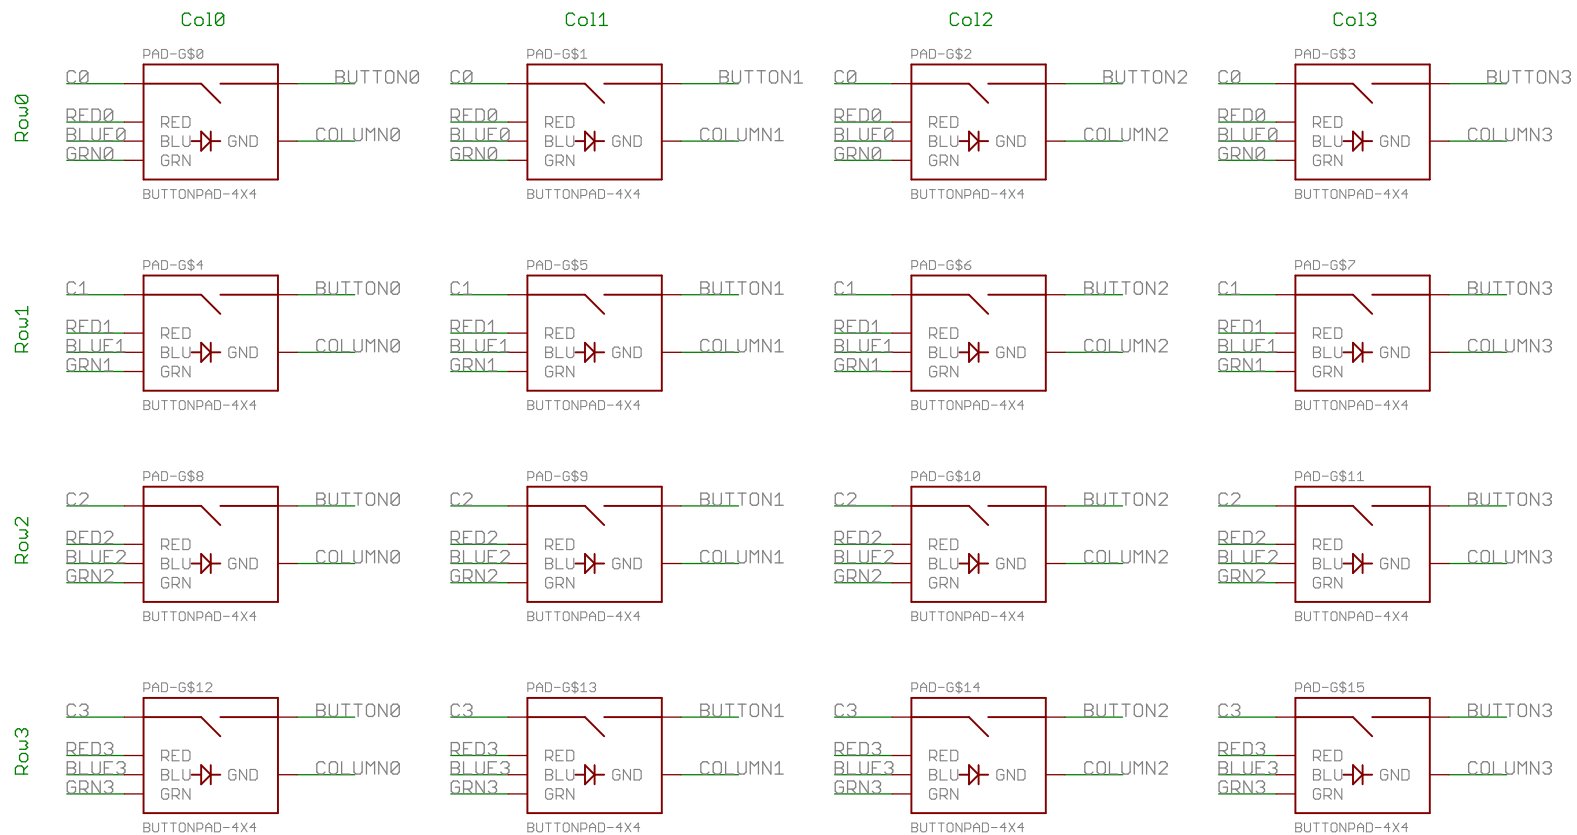 Col0 Col1 Col2 Col3
PAD-G$0 PAD-G$1 PAD-G$2 PAD-G$3
C0 BUTTON0 C0 BUTTON1 C0 BUTTON2 C0 BUTTON3
Row0
RED0 RED RED0 RED RED0 RED RED0 RED
BLUE0 BLU GND COLUMN0 BLUE0 BLU GND COLUMN1 BLUE0 BLU GND COLUMN2 BLUE0 BLU GND COLUMN3
GRN0 GRN GRN0 GRN GRN0 GRN GRN0 GRN
BUTTONPAD-4X4 BUTTONPAD-4X4 BUTTONPAD-4X4 BUTTONPAD-4X4
PAD-G$4 PAD-G$5 PAD-G$6 PAD-G$7
C1 BUTTON0 C1 BUTTON1 C1 BUTTON2 C1 BUTTON3
Row1
RED1 RED RED1 RED RED1 RED RED1 RED
BLUE1 BLU GND COLUMN0 BLUE1 BLU GND COLUMN1 BLUE1 BLU GND COLUMN2 BLUE1 BLU GND COLUMN3
GRN1 GRN GRN1 GRN GRN1 GRN GRN1 GRN
BUTTONPAD-4X4 BUTTONPAD-4X4 BUTTONPAD-4X4 BUTTONPAD-4X4
PAD-G$8 PAD-G$9 PAD-G$10 PAD-G$11
C2 BUTTON0 C2 BUTTON1 C2 BUTTON2 C2 BUTTON3
Row2
RED2 RED RED2 RED RED2 RED RED2 RED
BLUE2 BLU GND COLUMN0 BLUE2 BLU GND COLUMN1 BLUE2 BLU GND COLUMN2 BLUE2 BLU GND COLUMN3
GRN2 GRN GRN2 GRN GRN2 GRN GRN2 GRN
BUTTONPAD-4X4 BUTTONPAD-4X4 BUTTONPAD-4X4 BUTTONPAD-4X4
PAD-G$12 PAD-G$13 PAD-G$14 PAD-G$15
C3 BUTTON0 C3 BUTTON1 C3 BUTTON2 C3 BUTTON3
Row3
RED3 RED RED3 RED RED3 RED RED3 RED
BLUE3 BLU GND COLUMN0 BLUE3 BLU GND COLUMN1 BLUE3 BLU GND COLUMN2 BLUE3 BLU GND COLUMN3
GRN3 GRN GRN3 GRN GRN3 GRN GRN3 GRN
BUTTONPAD-4X4 BUTTONPAD-4X4 BUTTONPAD-4X4 BUTTONPAD-4X4